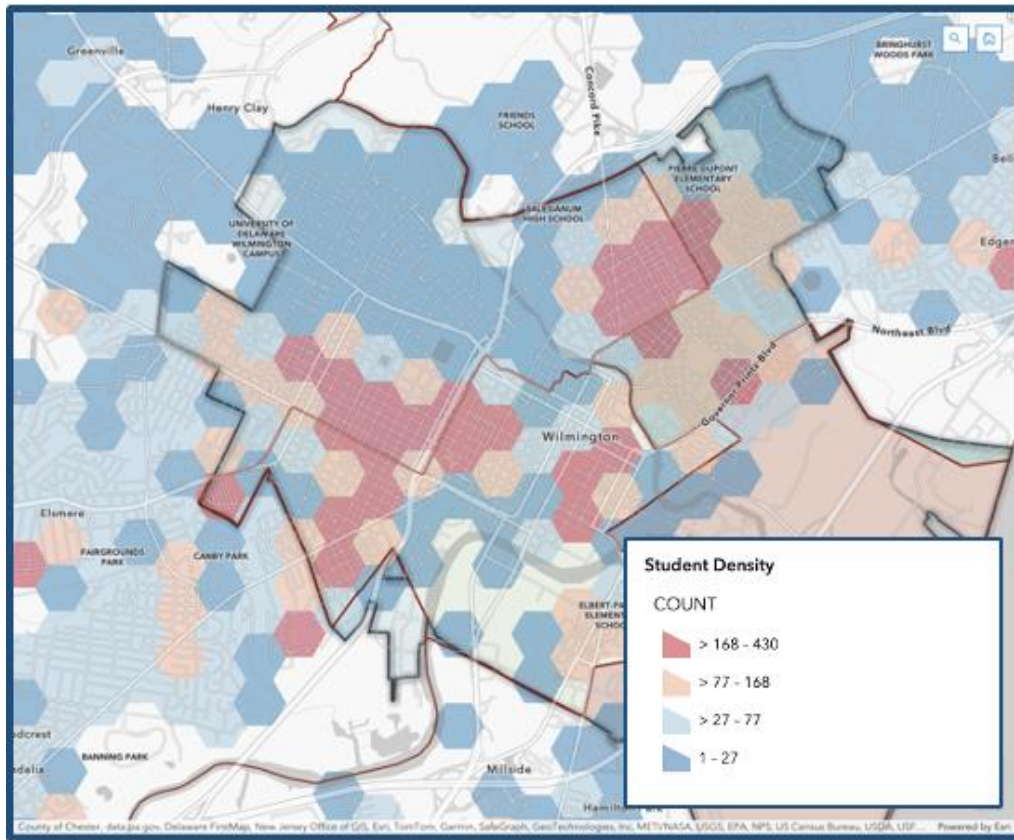 Greenville
BRINGHURST
WOODS PARK
Henry Clay
FRIENDS
SCHOOL
Concord Pike
PIERRE DUPONT
ELEMENTARY
SCHOOL
SALESIANUM
HIGH SCHOOL
UNIVERSITY OF
DELAWARE
WILMINGTON
CAMPUS
Northeast Blvd
Governor Printz Blvd
Wilmington
Elsmere
FAIRGROUNDS
PARK
CANBY PARK
BANNING PARK
Millside
Student Density
COUNT
> 168 - 430
> 77 - 168
> 27 - 77
1 - 27
County of Chester, data.pa.gov, Delaware FirstMap, New Jersey Office of GIS, Esri, TomTom, Garmin, SafeGraph, GeoTechnologies, Inc, METI/NASA, USGS, EPA, NPS, US Census Bureau, USDA, USF...
Powered by Esri